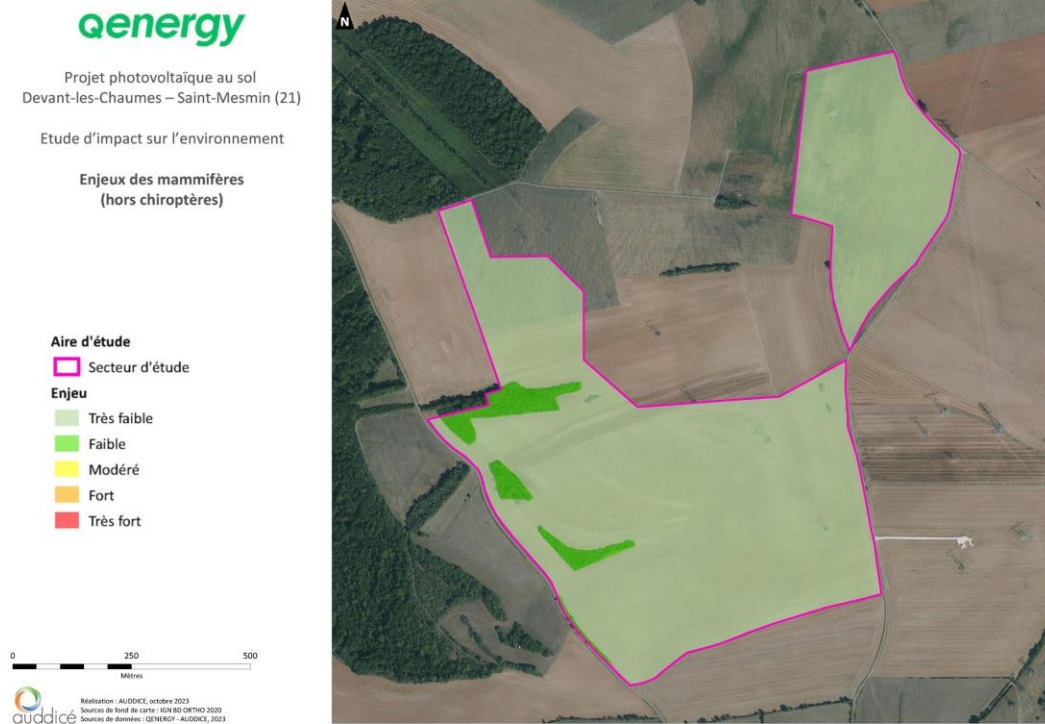 Qenergy
Projet photovoltaïque au sol
Devant-les-Chaumes – Saint-Mesmin (21)
Etude d'impact sur l'environnement
Enjeux des mammifères
(hors chiroptères)
Aire d'étude
Secteur d'étude
Enjeu
Très faible
Faible
Modéré
Fort
Très fort
0 250 500
Mètres
auddicé
Réalisation : AUDDICE, octobre 2023
Sources de fond de carte : IGN BD ORTHO 2020
Sources de données : QENERGY - AUDDICE, 2023
N